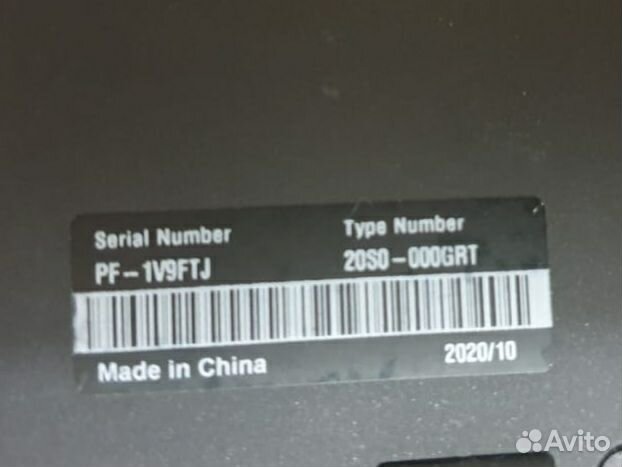 Serial Number Type Number
PF-1V9FTJ 20S0-000GRT
Made in China 2020/10
Avito